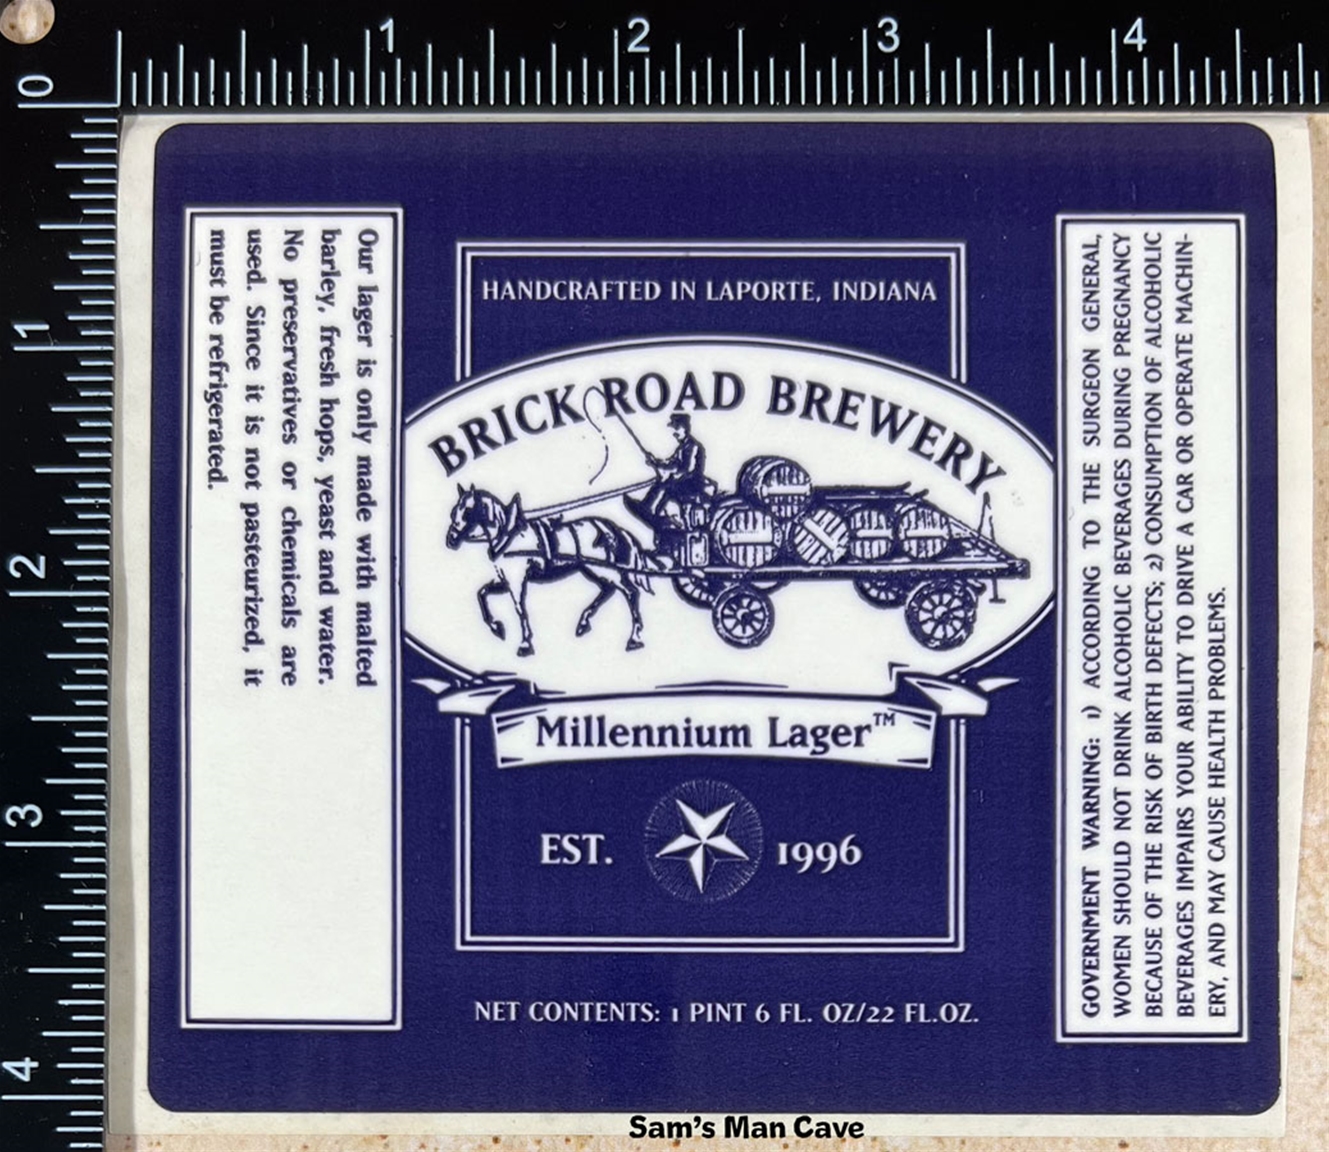 1 2 3 4
0
1
2
3
4
Our lager is only made with malted
barley, fresh hops, yeast and water.
No preservatives or chemicals are
used. Since it is not pasteurized, it
must be refrigerated.
HANDCRAFTED IN LAPORTE, INDIANA
BRICK ROAD BREWERY
Millennium Lager™
EST. 1996
NET CONTENTS: 1 PINT 6 FL. OZ/22 FL.OZ.
GOVERNMENT WARNING: 1) ACCORDING TO THE SURGEON GENERAL,
WOMEN SHOULD NOT DRINK ALCOHOLIC BEVERAGES DURING PREGNANCY
BECAUSE OF THE RISK OF BIRTH DEFECTS; 2) CONSUMPTION OF ALCOHOLIC
BEVERAGES IMPAIRS YOUR ABILITY TO DRIVE A CAR OR OPERATE MACHIN-
ERY, AND MAY CAUSE HEALTH PROBLEMS.
Sam's Man Cave